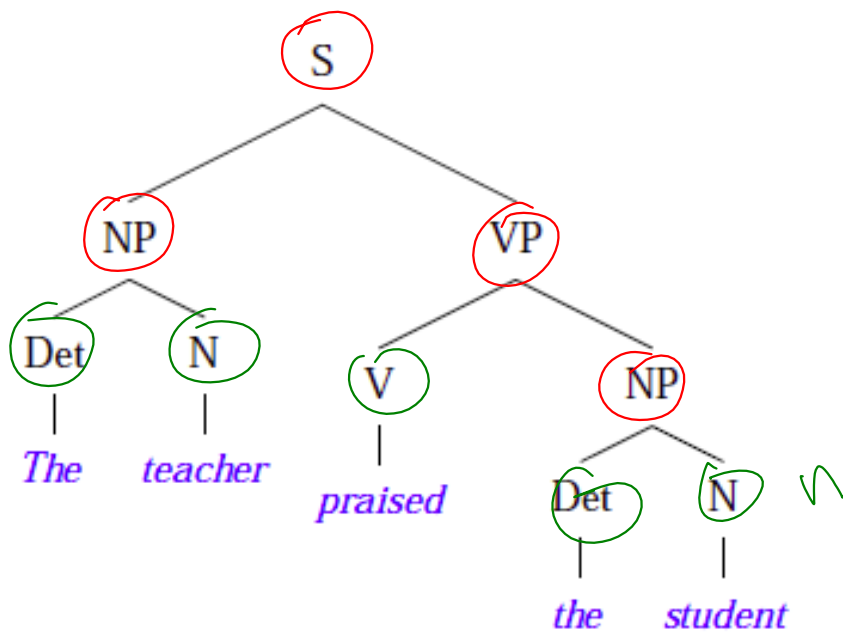 S
NP VP
Det N V NP
The teacher praised Det N n
the student